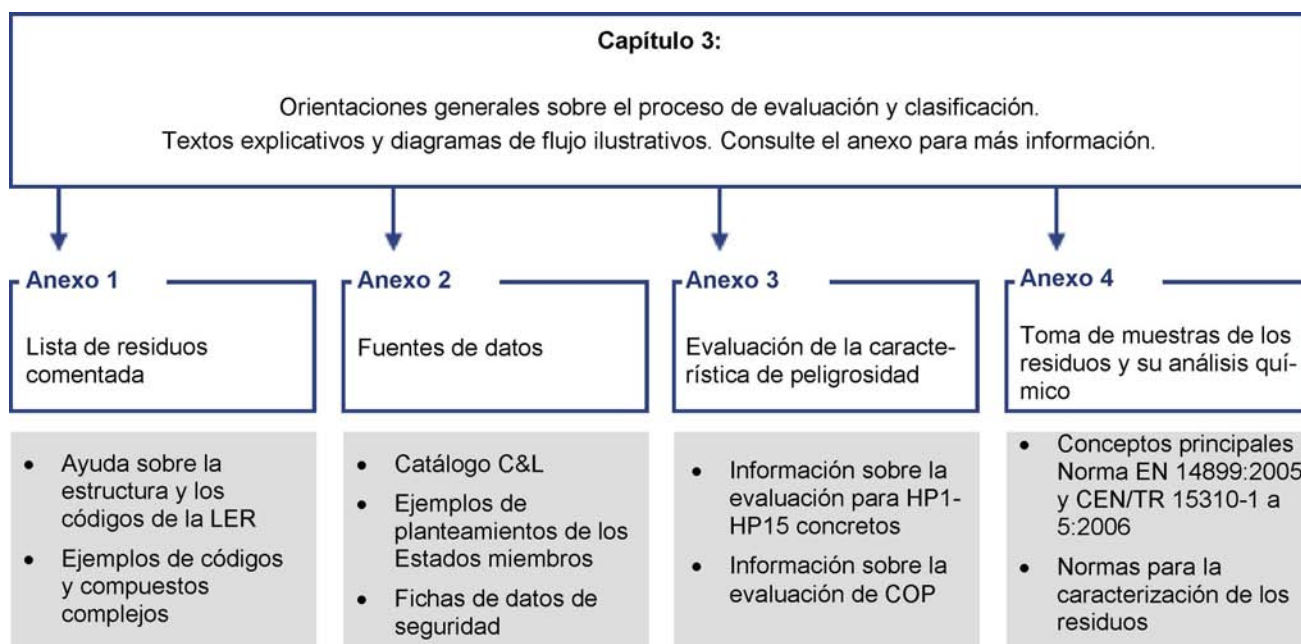 Capítulo 3:
Orientaciones generales sobre el proceso de evaluación y clasificación.
Textos explicativos y diagramas de flujo ilustrativos. Consulte el anexo para más información.
Anexo 1
Lista de residuos
comentada
• Ayuda sobre la
estructura y los
códigos de la LER
• Ejemplos de códigos
y compuestos
complejos
Anexo 2
Fuentes de datos
• Catálogo C&L
• Ejemplos de
planteamientos de los
Estados miembros
• Fichas de datos de
seguridad
Anexo 3
Evaluación de la caracte-
rística de peligrosidad
• Información sobre la
evaluación para HP1-
HP15 concretos
• Información sobre la
evaluación de COP
Anexo 4
Toma de muestras de los
residuos y su análisis quí-
mico
• Conceptos principales
Norma EN 14899:2005
y CEN/TR 15310-1 a
5:2006
• Normas para la
caracterización de los
residuos